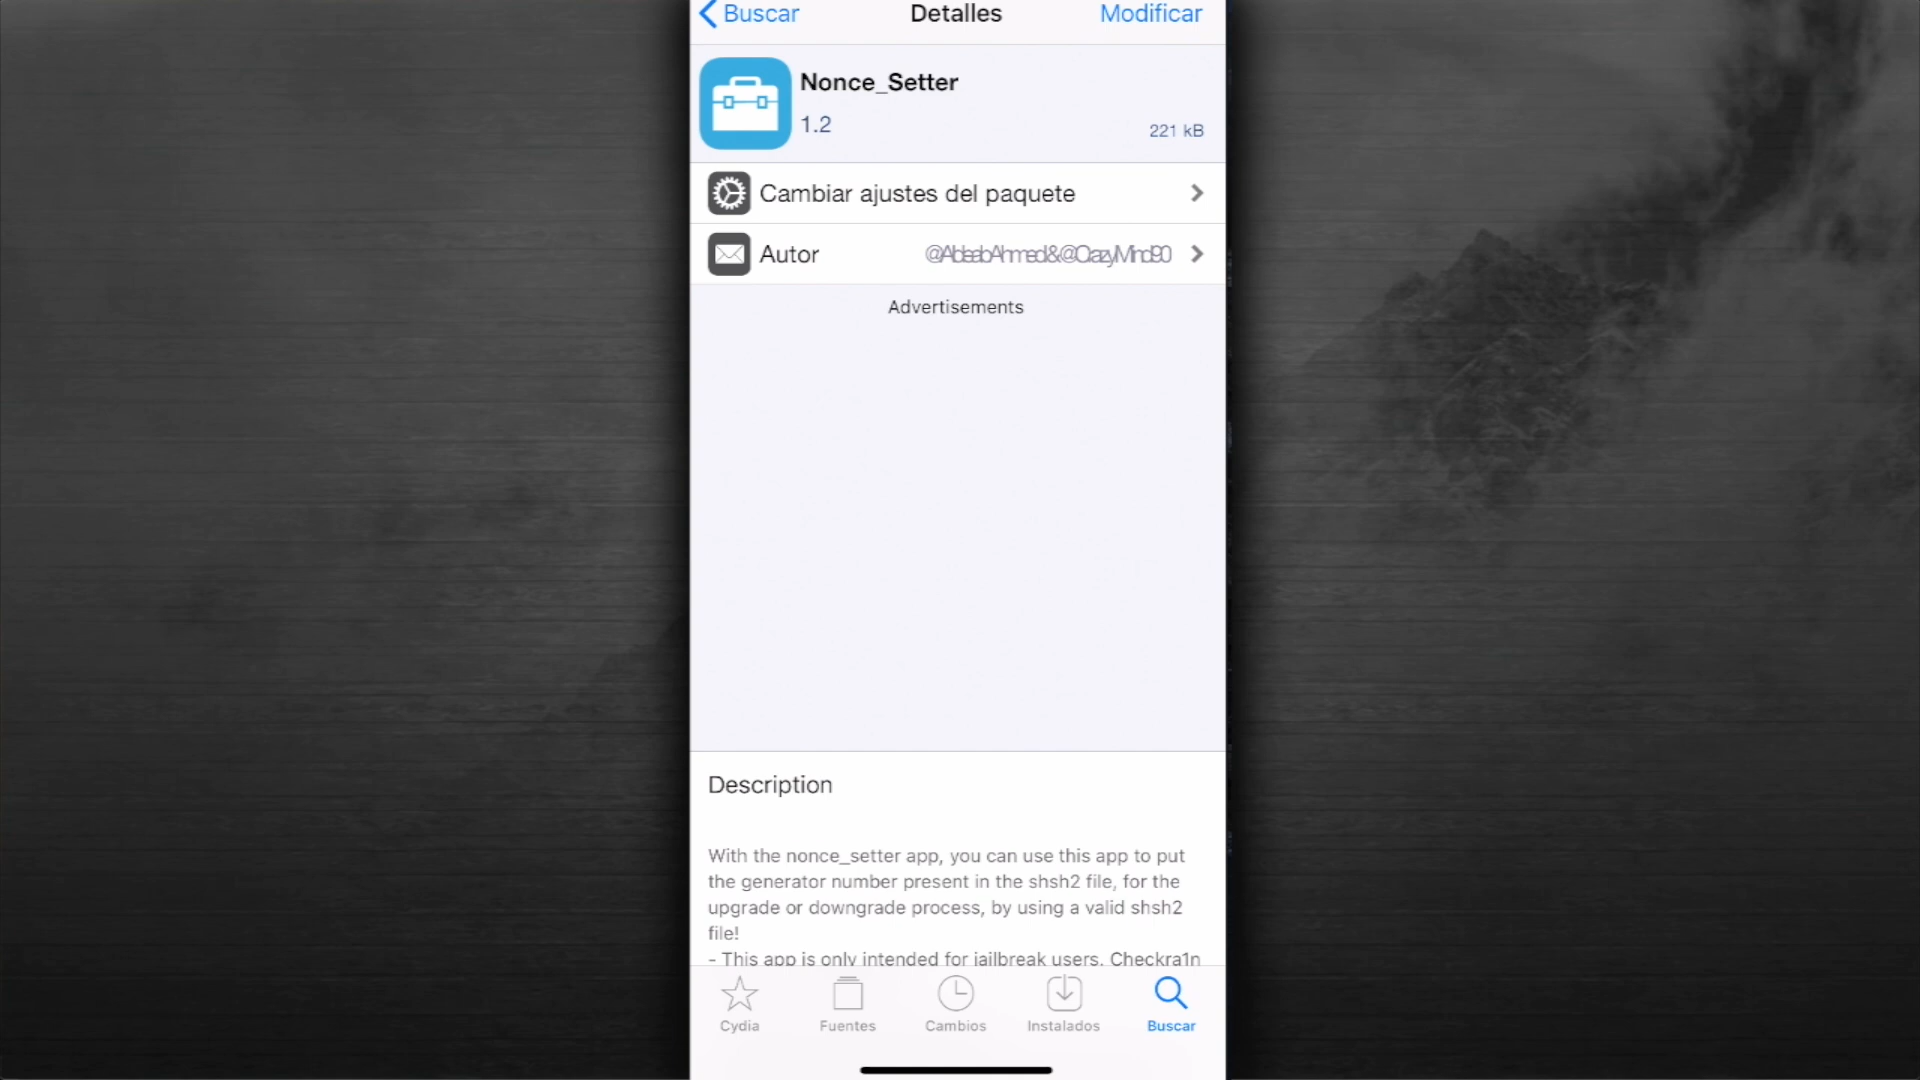 Buscar Detalles Modificar
Nonce_Setter
1.2
221 kB
Cambiar ajustes del paquete
Autor @AldeabAhmed&@CrazyMind90
Advertisements
Description
With the nonce_setter app, you can use this app to put
the generator number present in the shsh2 file, for the
upgrade or downgrade process, by using a valid shsh2
file!
- This app is only intended for jailbreak users. Checkra1n
Cydia Fuentes Cambios Instalados Buscar